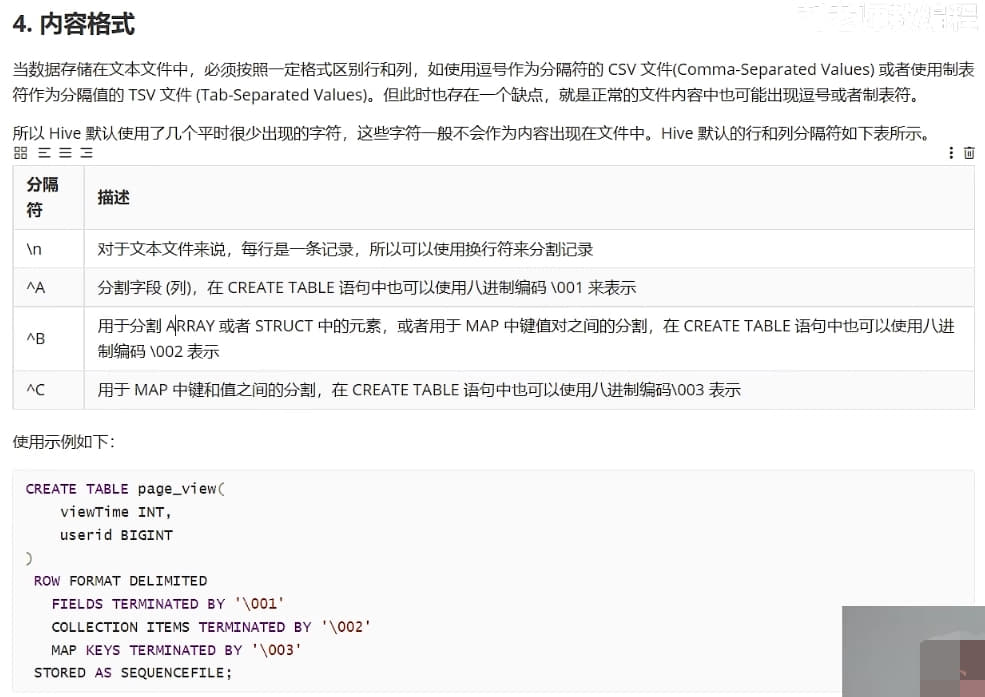 4. 内容格式
当数据存储在文本文件中，必须按照一定格式区别行和列，如使用逗号作为分隔符的 CSV 文件(Comma-Separated Values) 或者使用制表
符作为分隔值的 TSV 文件 (Tab-Separated Values)。但此时也存在一个缺点，就是正常的文件内容中也可能出现逗号或者制表符。
所以 Hive 默认使用了几个平时很少出现的字符，这些字符一般不会作为内容出现在文件中。Hive 默认的行和列分隔符如下表所示。
分隔
符
描述
\n
对于文本文件来说，每行是一条记录，所以可以使用换行符来分割记录
^A
分割字段 (列)，在 CREATE TABLE 语句中也可以使用八进制编码 \001 来表示
^B
用于分割 ARRAY 或者 STRUCT 中的元素，或者用于 MAP 中键值对之间的分割，在 CREATE TABLE 语句中也可以使用八进
制编码 \002 表示
^C
用于 MAP 中键和值之间的分割，在 CREATE TABLE 语句中也可以使用八进制编码\003 表示
使用示例如下：
CREATE TABLE page_view(
viewTime INT,
userid BIGINT
)
ROW FORMAT DELIMITED
FIELDS TERMINATED BY '\001'
COLLECTION ITEMS TERMINATED BY '\002'
MAP KEYS TERMINATED BY '\003'
STORED AS SEQUENCEFILE;